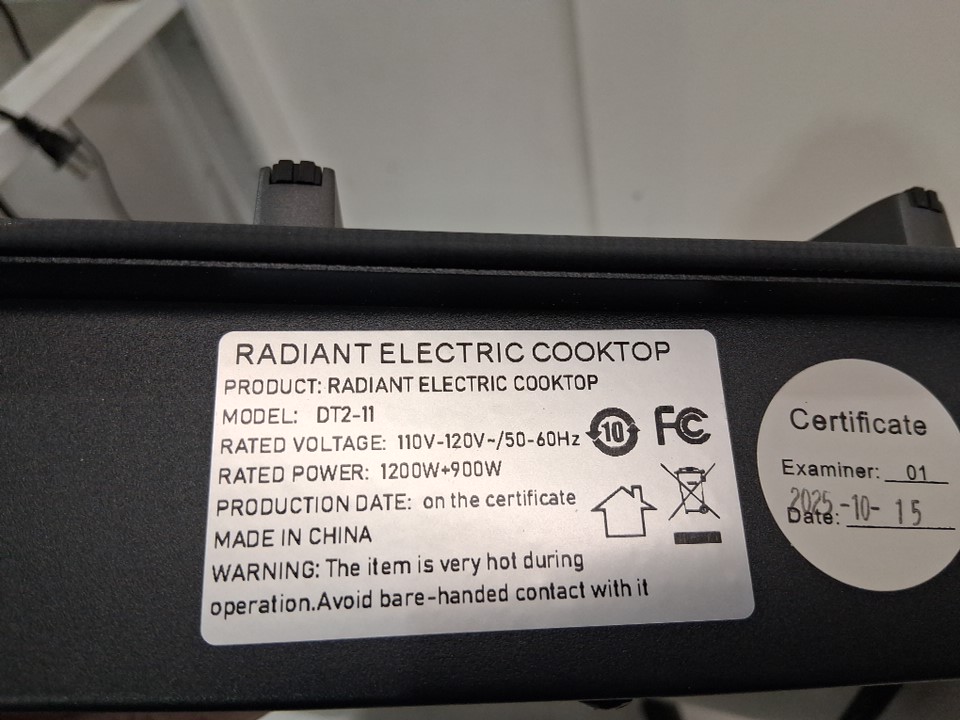 RADIANT ELECTRIC COOKTOP
PRODUCT: RADIANT ELECTRIC COOKTOP
MODEL: DT2-11
RATED VOLTAGE: 110V-120V~/50-60Hz
RATED POWER: 1200W+900W
PRODUCTION DATE: on the certificate
MADE IN CHINA
WARNING: The item is very hot during
operation.Avoid bare-handed contact with it
10
FC
Certificate
Examiner: 01
Date: 2025.-10- 15